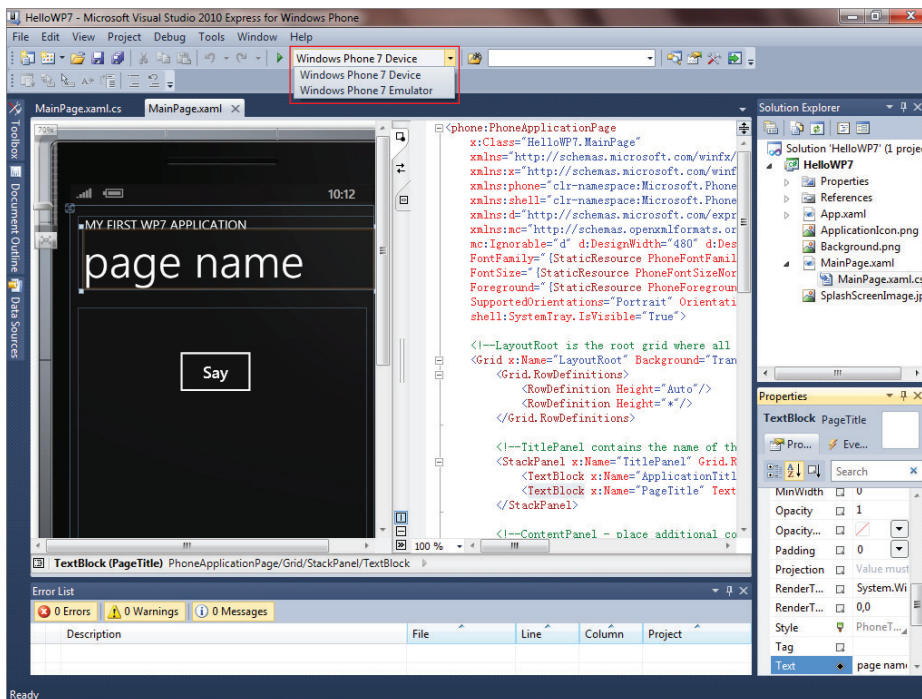 HelloWP7 - Microsoft Visual Studio 2010 Express for Windows Phone
File Edit View Project Debug Tools Window Help
Windows Phone 7 Device
Windows Phone 7 Device
Windows Phone 7 Emulator
Toolbox
Document Outline
Data Sources
MainPage.xaml.cs MainPage.xaml
70%
10:12
MY FIRST WP7 APPLICATION
page name
Say
<phone:PhoneApplicationPage
x:Class="HelloWP7.MainPage"
xmlns="http://schemas.microsoft.com/winfx/
xmlns:x="http://schemas.microsoft.com/winf
xmlns:phone="clr-namespace:Microsoft.Phone
xmlns:shell="clr-namespace:Microsoft.Phone
xmlns:d="http://schemas.microsoft.com/expr
xmlns:mc="http://schemas.openxmlformats.or
mc:Ignorable="d" d:DesignWidth="480" d:Des
FontFamily="{StaticResource PhoneFontFamil
FontSize="{StaticResource PhoneFontSizeNor
Foreground="{StaticResource PhoneForegroun
SupportedOrientations="Portrait" Orientati
shell:SystemTray.IsVisible="True">
<!--LayoutRoot is the root grid where all
<Grid x:Name="LayoutRoot" Background="Tran
<Grid.RowDefinitions>
<RowDefinition Height="Auto"/>
<RowDefinition Height="*"/>
</Grid.RowDefinitions>
<!--TitlePanel contains the name of th
<StackPanel x:Name="TitlePanel" Grid.R
<TextBlock x:Name="ApplicationTitl
<TextBlock x:Name="PageTitle" Text
</StackPanel>
<!--ContentPanel - place additional co
100 %
TextBlock (PageTitle) PhoneApplicationPage/Grid/StackPanel/TextBlock
Error List
0 Errors 0 Warnings 0 Messages
Description File Line Column Project
Ready
Solution Explorer
Solution 'HelloWP7' (1 projec
HelloWP7
Properties
References
App.xaml
ApplicationIcon.png
Background.png
MainPage.xaml
MainPage.xaml.cs
SplashScreenImage.jp
Properties
TextBlock PageTitle
Pro... Eve...
Search
MinWidth 0
Opacity 1
Opacity...
Padding 0
Projection Value must
RenderT... System.Wi
RenderT... 0,0
Style PhoneT...
Tag
Text page name